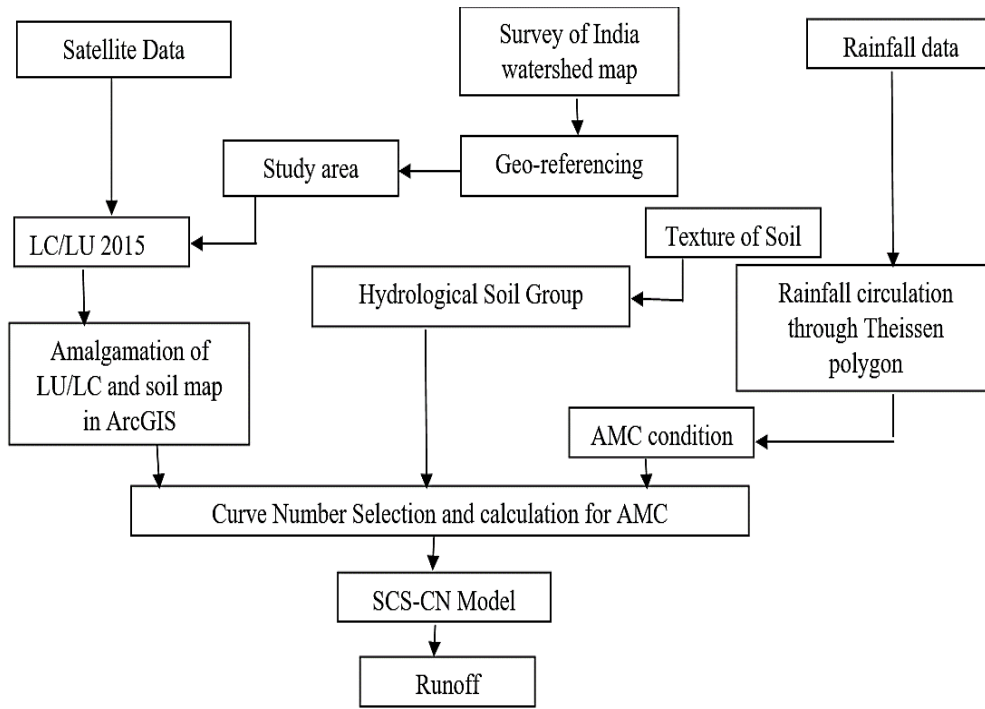 Satellite Data
Survey of India
watershed map
Rainfall data
Geo-referencing
Study area
LC/LU 2015
Texture of Soil
Hydrological Soil Group
Rainfall circulation
through Theissen
polygon
Amalgamation of
LU/LC and soil map
in ArcGIS
AMC condition
Curve Number Selection and calculation for AMC
SCS-CN Model
Runoff